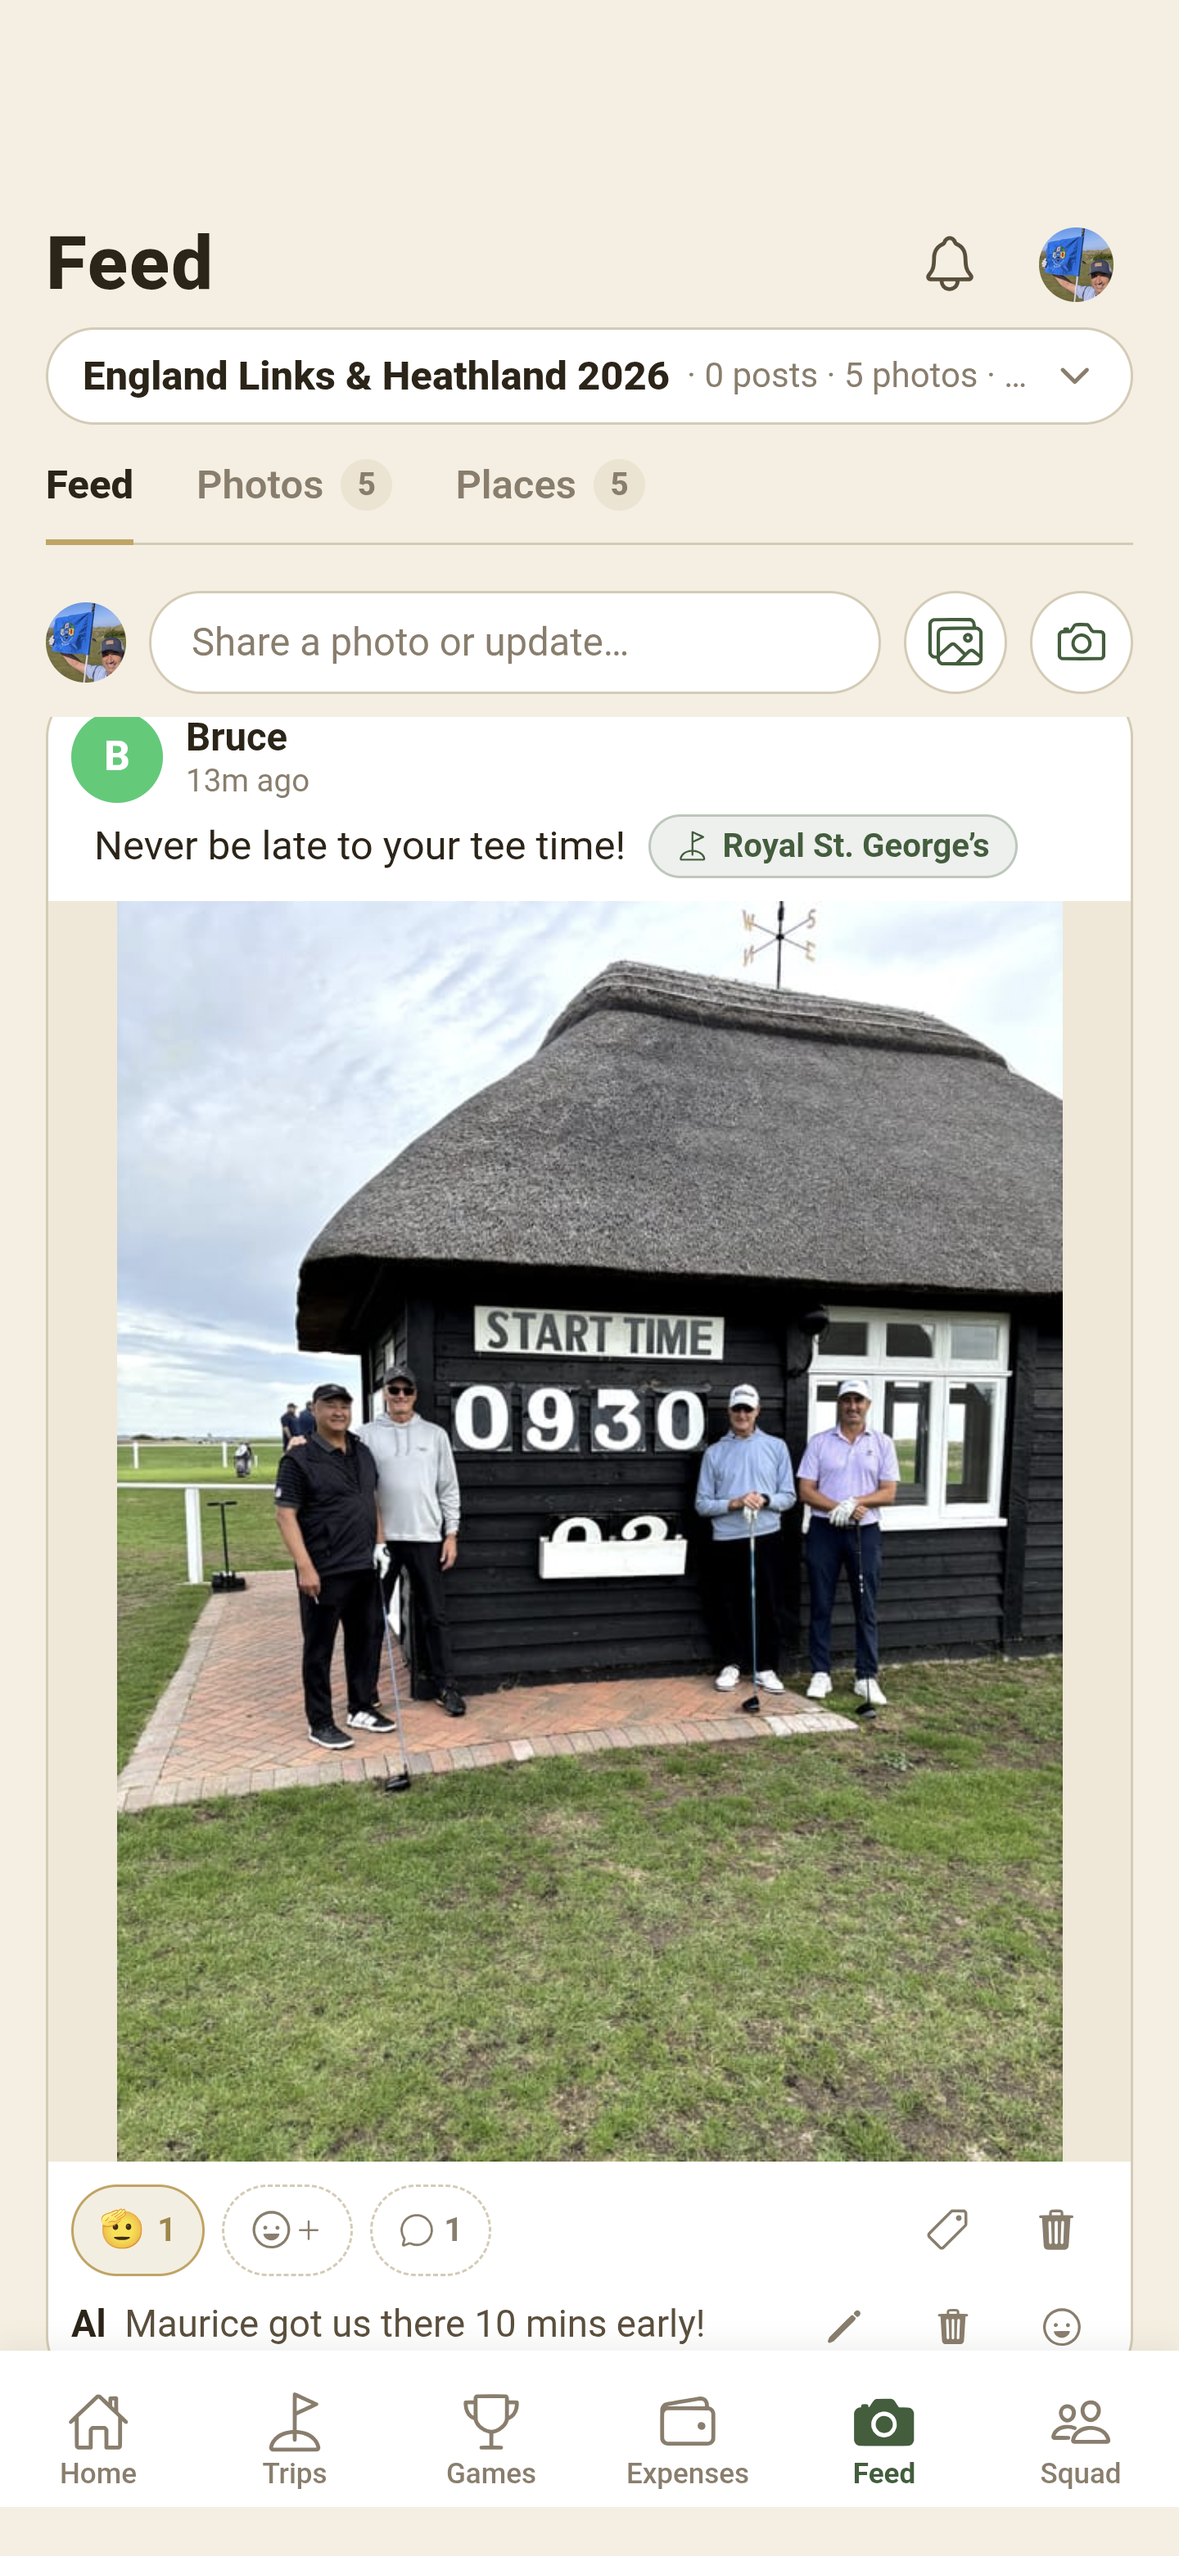 Feed
England Links & Heathland 2026 · 0 posts · 5 photos · …
Feed Photos 5 Places 5
Share a photo or update…
B Bruce
13m ago
Never be late to your tee time! Royal St. George’s
W S
N E
START TIME
0930
1 1
Al Maurice got us there 10 mins early!
Home Trips Games Expenses Feed Squad